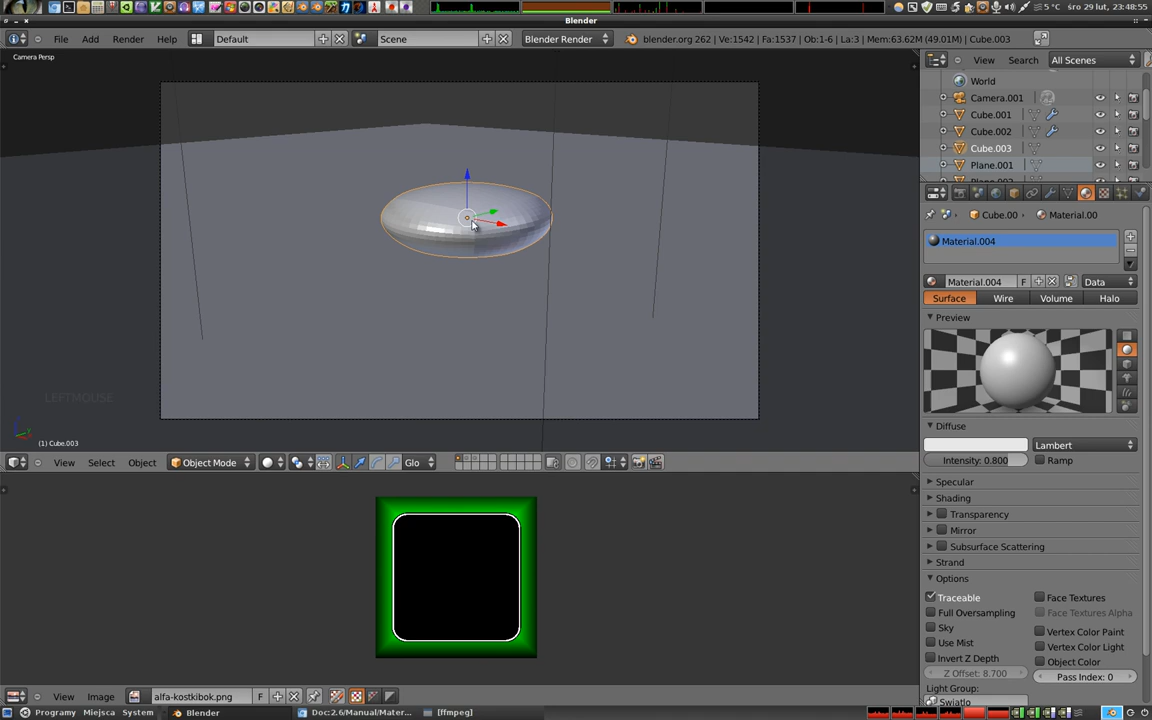 5 °C śro 29 lut, 23:48:55
Blender
File Add Render Help Default Scene Blender Render blender.org 262 | Ve:1542 | Fa:1537 | Ob:1-6 | La:3 | Mem:63.62M (49.01M) | Cube.003
Camera Persp
View Search All Scenes
World
Camera.001
Cube.001
Cube.002
Cube.003
Plane.001
Cube.00 Material.00
Material.004
Material.004 F Data
Surface Wire Volume Halo
Preview
Diffuse
Lambert
Intensity: 0.800 Ramp
Specular
Shading
Transparency
Mirror
Subsurface Scattering
Strand
Options
Traceable Face Textures
Full Oversampling Face Textures Alpha
Sky Vertex Color Paint
Use Mist Vertex Color Light
Invert Z Depth Object Color
Z Offset: 8.700 Pass Index: 0
Light Group:
Swiatlo
LEFTMOUSE
(1) Cube.003
View Select Object Object Mode Glo
View Image alfa-kostkibok.png F
Programy Miejsca System Blender Doc:2.6/Manual/Mater... [ffmpeg]